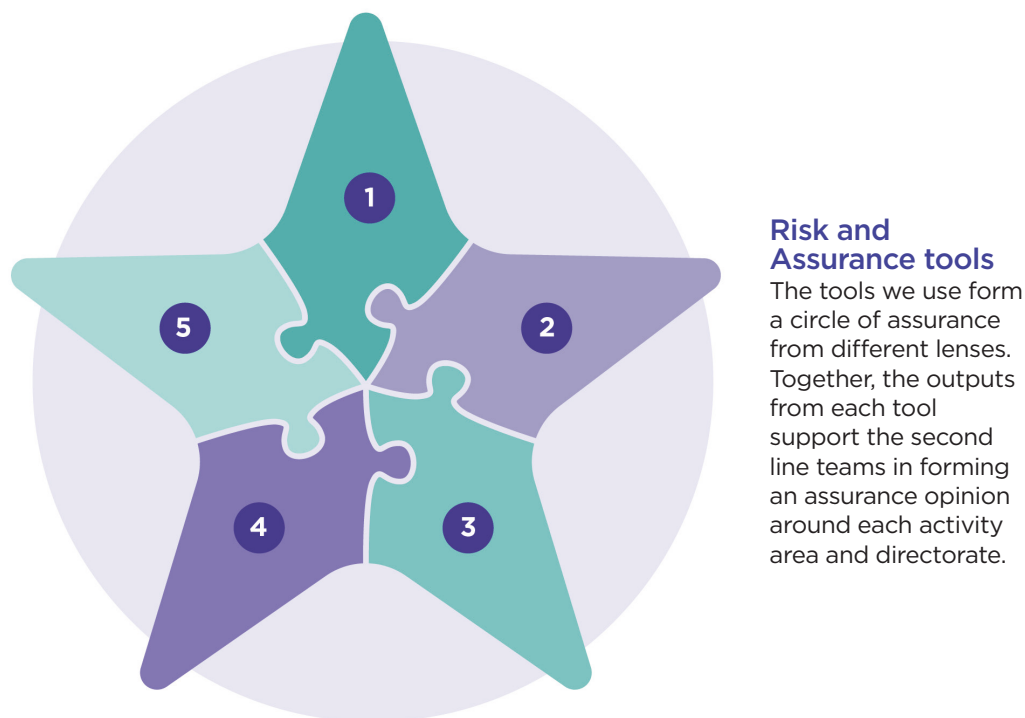 1
2
3
4
5
Risk and
Assurance tools
The tools we use form
a circle of assurance
from different lenses.
Together, the outputs
from each tool
support the second
line teams in forming
an assurance opinion
around each activity
area and directorate.